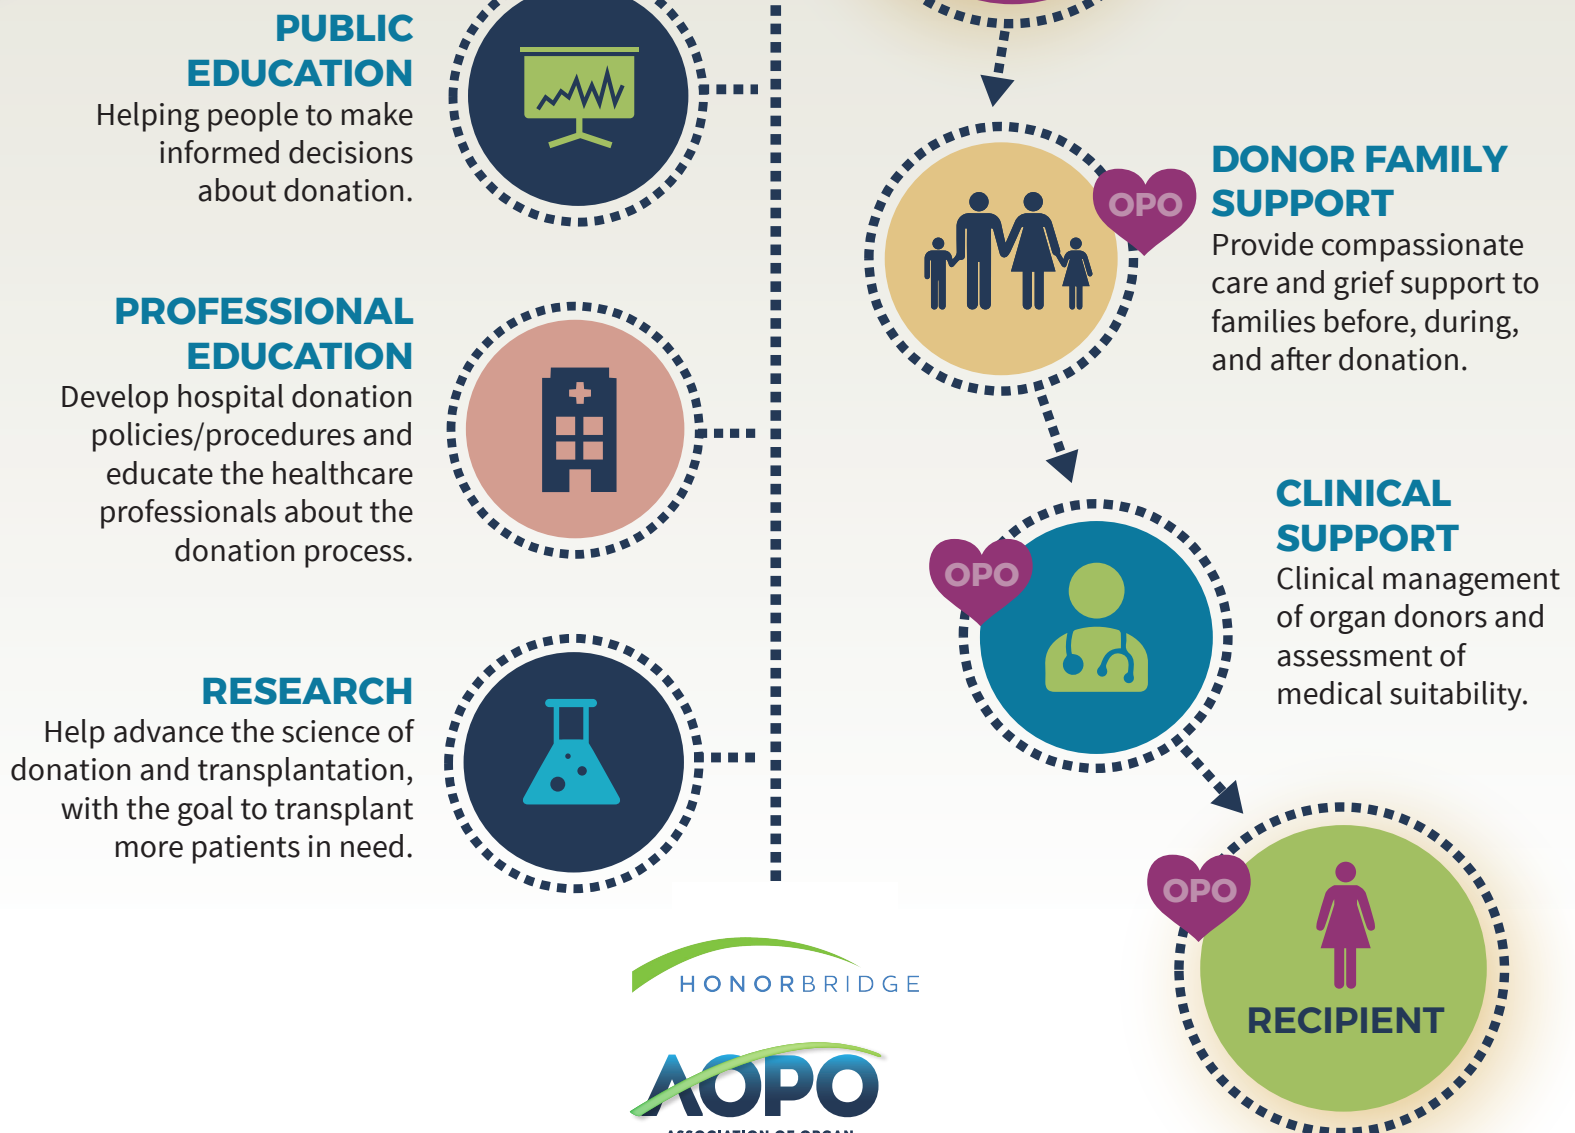 PUBLIC
EDUCATION
Helping people to make
informed decisions
about donation.
PROFESSIONAL
EDUCATION
Develop hospital donation
policies/procedures and
educate the healthcare
professionals about the
donation process.
RESEARCH
Help advance the science of
donation and transplantation,
with the goal to transplant
more patients in need.
OPO
DONOR FAMILY
SUPPORT
Provide compassionate
care and grief support to
families before, during,
and after donation.
OPO
CLINICAL
SUPPORT
Clinical management
of organ donors and
assessment of
medical suitability.
OPO
RECIPIENT
HONORBRIDGE
AOPO
ASSOCIATION OF ORGAN